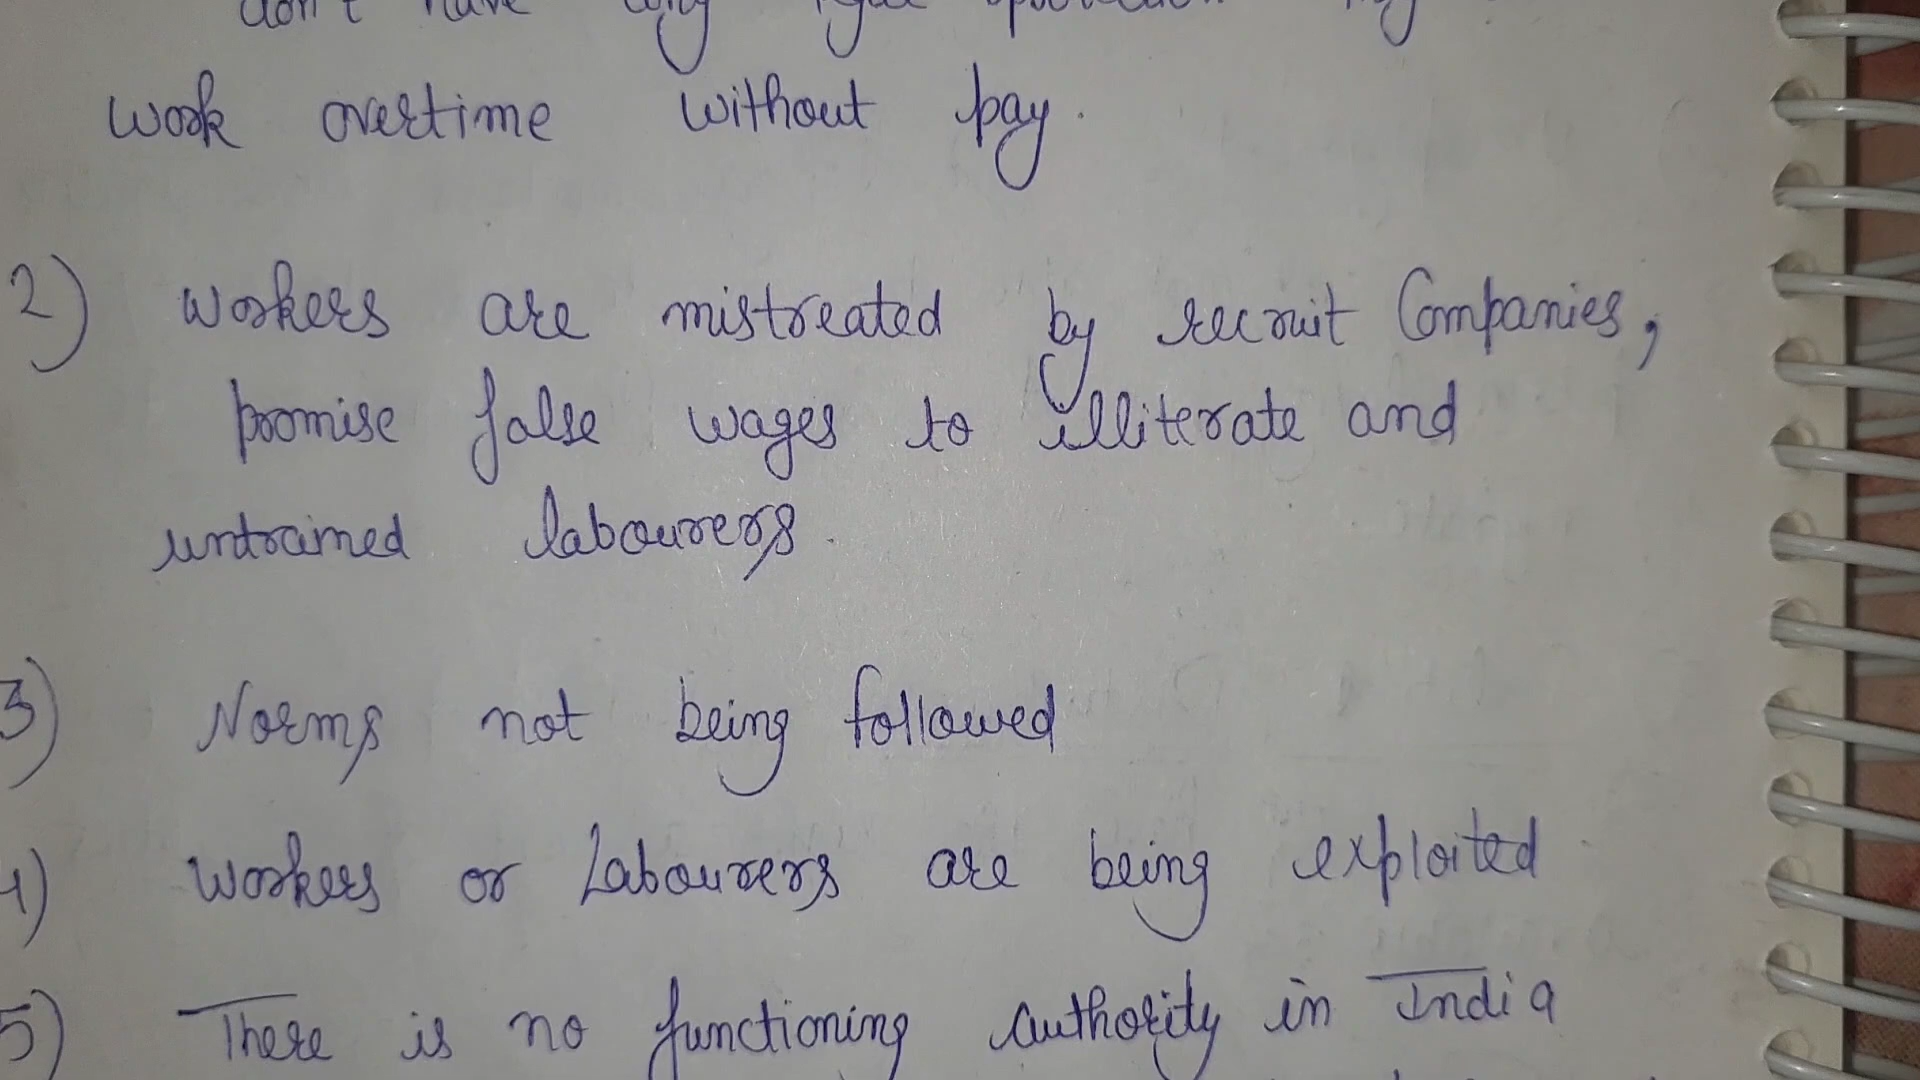 don't have
work overtime without pay.
2) Workers are mistreated by recruit Companies,
promise false wages to illiterate and
untrained labourers.
3) Norms not being followed
4) Workers or Labourers are being exploited
5) There is no functioning authority in India